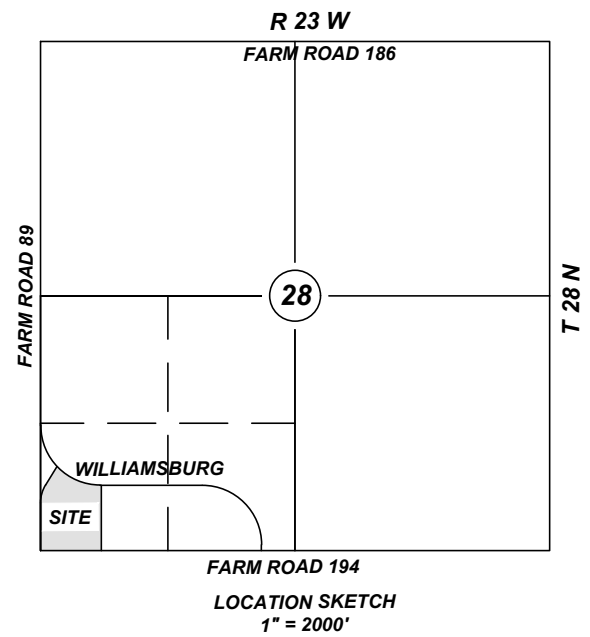 R 23 W
FARM ROAD 186
FARM ROAD 89
28
T 28 N
WILLIAMSBURG
SITE
FARM ROAD 194
LOCATION SKETCH
1" = 2000'